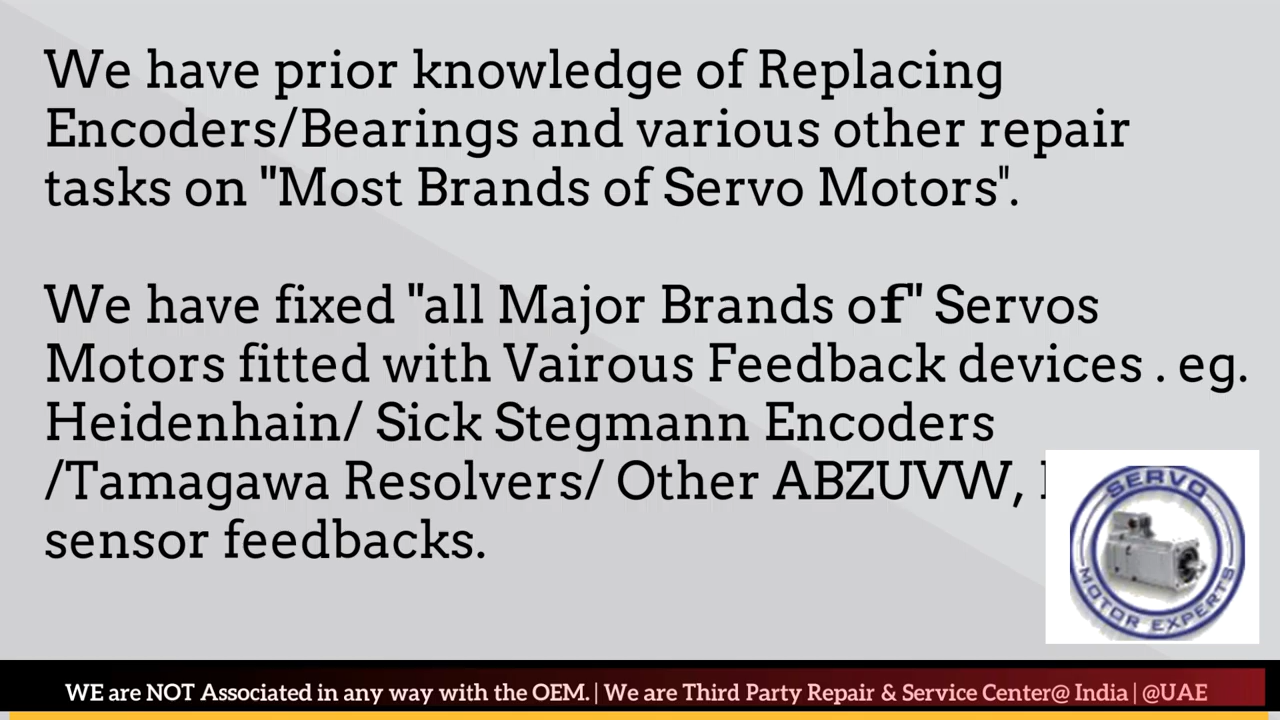 We have prior knowledge of Replacing
Encoders/Bearings and various other repair
tasks on "Most Brands of Servo Motors".
We have fixed "all Major Brands of" Servos
Motors fitted with Vairous Feedback devices . eg.
Heidenhain/ Sick Stegmann Encoders
/Tamagawa Resolvers/ Other ABZUVW,
sensor feedbacks.
SERVO
MOTOR EXPERTS
WE are NOT Associated in any way with the OEM. | We are Third Party Repair & Service Center@ India | @UAE